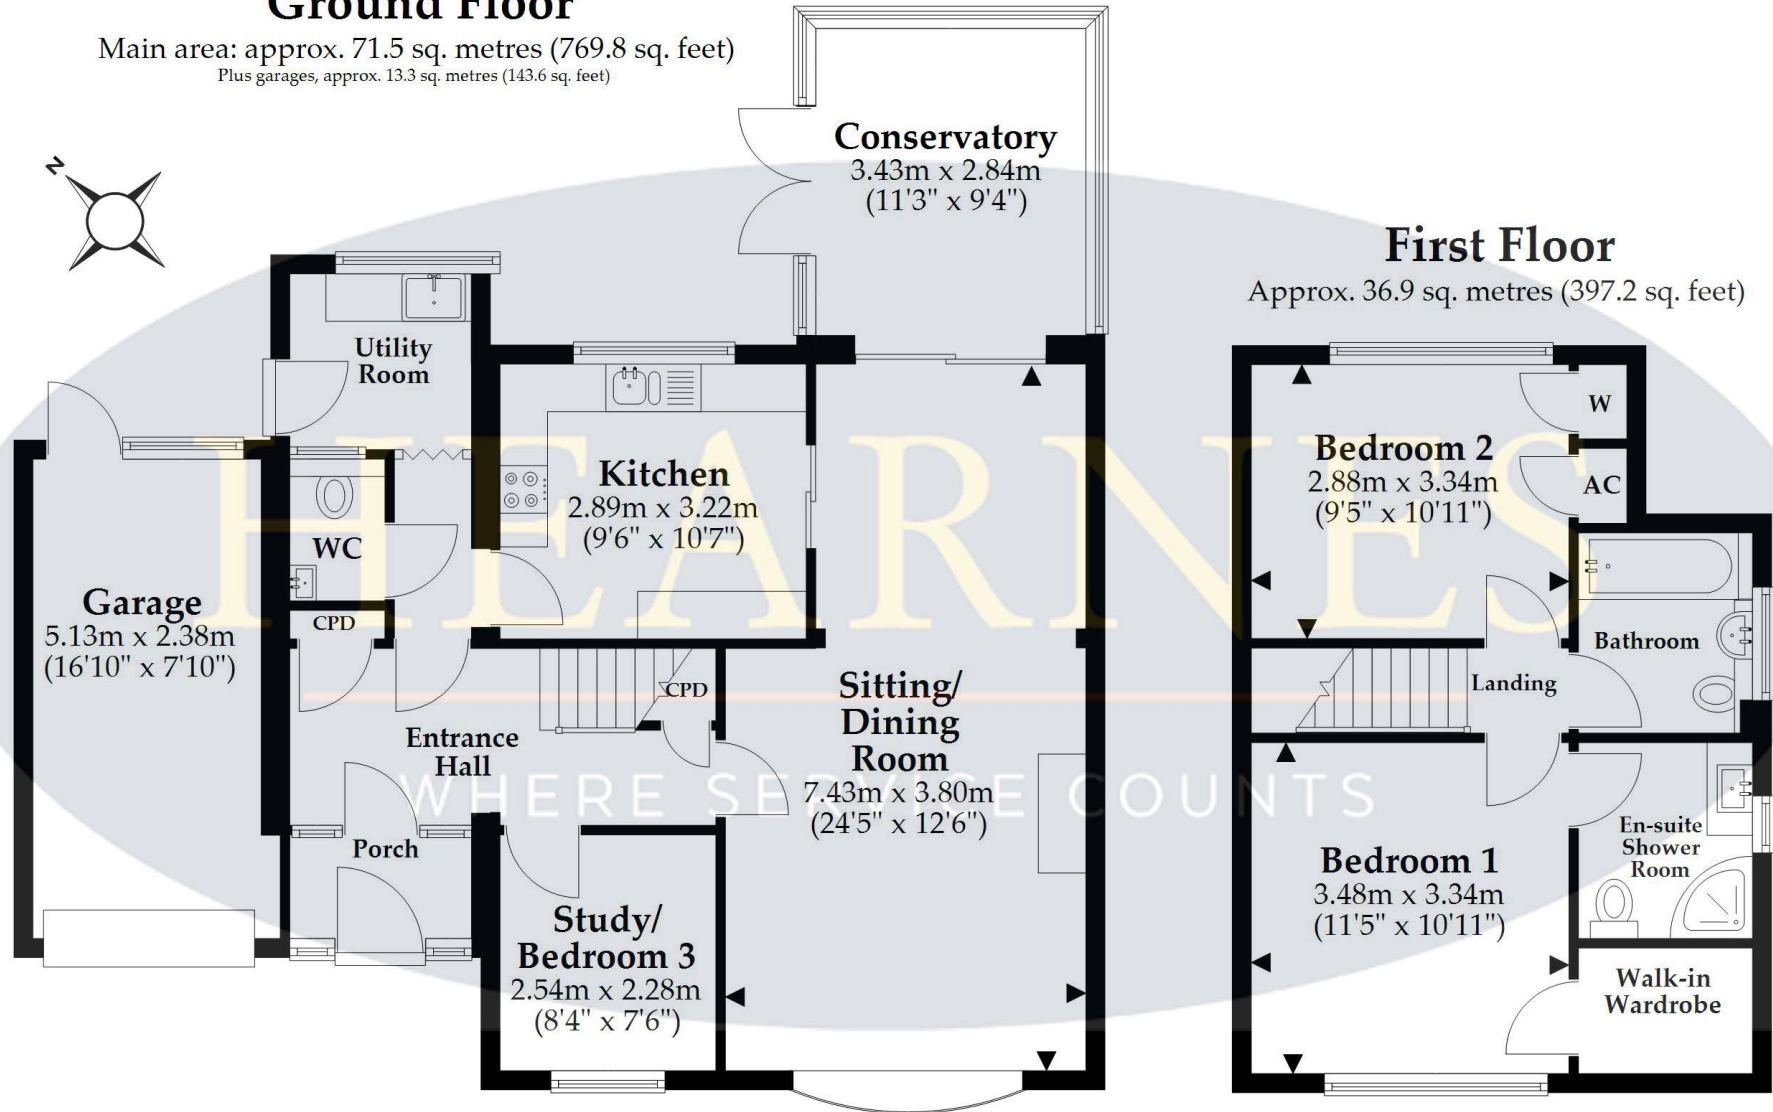 Ground Floor
Main area: approx. 71.5 sq. metres (769.8 sq. feet)
Plus garages, approx. 13.3 sq. metres (143.6 sq. feet)
N
Conservatory
3.43m x 2.84m
(11'3" x 9'4")
First Floor
Approx. 36.9 sq. metres (397.2 sq. feet)
Utility
Room
Kitchen
2.89m x 3.22m
(9'6" x 10'7")
WC
CPD
Garage
5.13m x 2.38m
(16'10" x 7'10")
CPD
Entrance
Hall
Sitting/
Dining
Room
7.43m x 3.80m
(24'5" x 12'6")
Porch
Study/
Bedroom 3
2.54m x 2.28m
(8'4" x 7'6")
W
AC
Bedroom 2
2.88m x 3.34m
(9'5" x 10'11")
Bathroom
Landing
Bedroom 1
3.48m x 3.34m
(11'5" x 10'11")
En-suite
Shower
Room
Walk-in
Wardrobe
HEARNES
WHERE SERVICE COUNTS